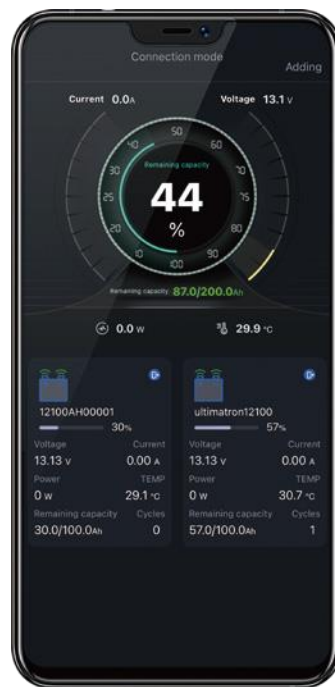 Connection mode
Adding
Current 0.0A
Voltage 13.1 V
50
40 60
30 70
Remaining capacity
44
25 75
%
20 80
10 90
100
Remaining capacity: 87.0/200.0Ah
0.0 W
29.9 °C
12100AH00001
30%
Voltage Current
13.13 V 0.00 A
Power TEMP
0 W 29.1 °C
Remaining capacity Cycles
30.0/100.0Ah 0
ultimatron12100
57%
Voltage Current
13.13 V 0.00 A
Power TEMP
0 W 30.7 °C
Remaining capacity Cycles
57.0/100.0Ah 1